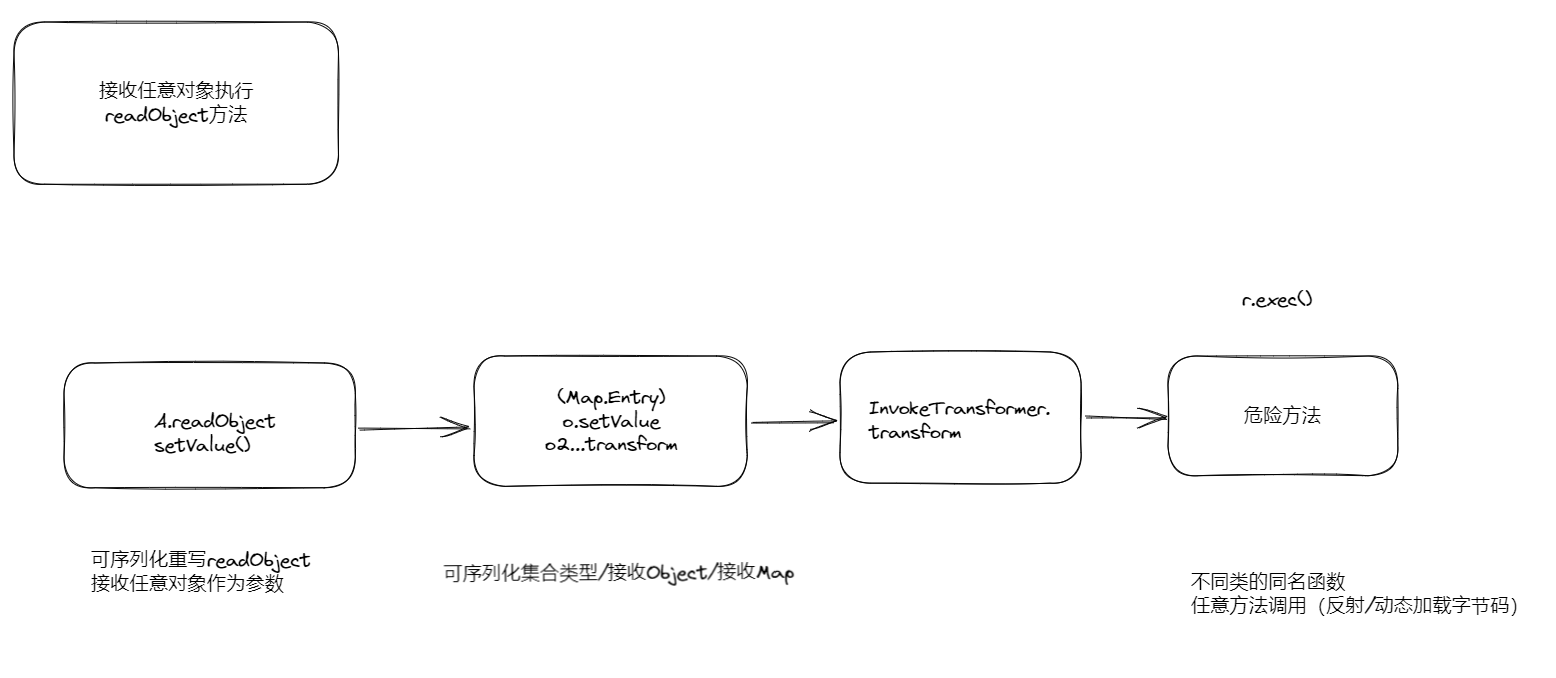 接收任意对象执行
readObject方法
r.exec()
A.readObject
setValue()
(Map.Entry)
o.setValue
o2...transform
InvokeTransformer.
transform
危险方法
可序列化重写readObject
接收任意对象作为参数
可序列化集合类型/接收Object/接收Map
不同类的同名函数
任意方法调用（反射/动态加载字节码）